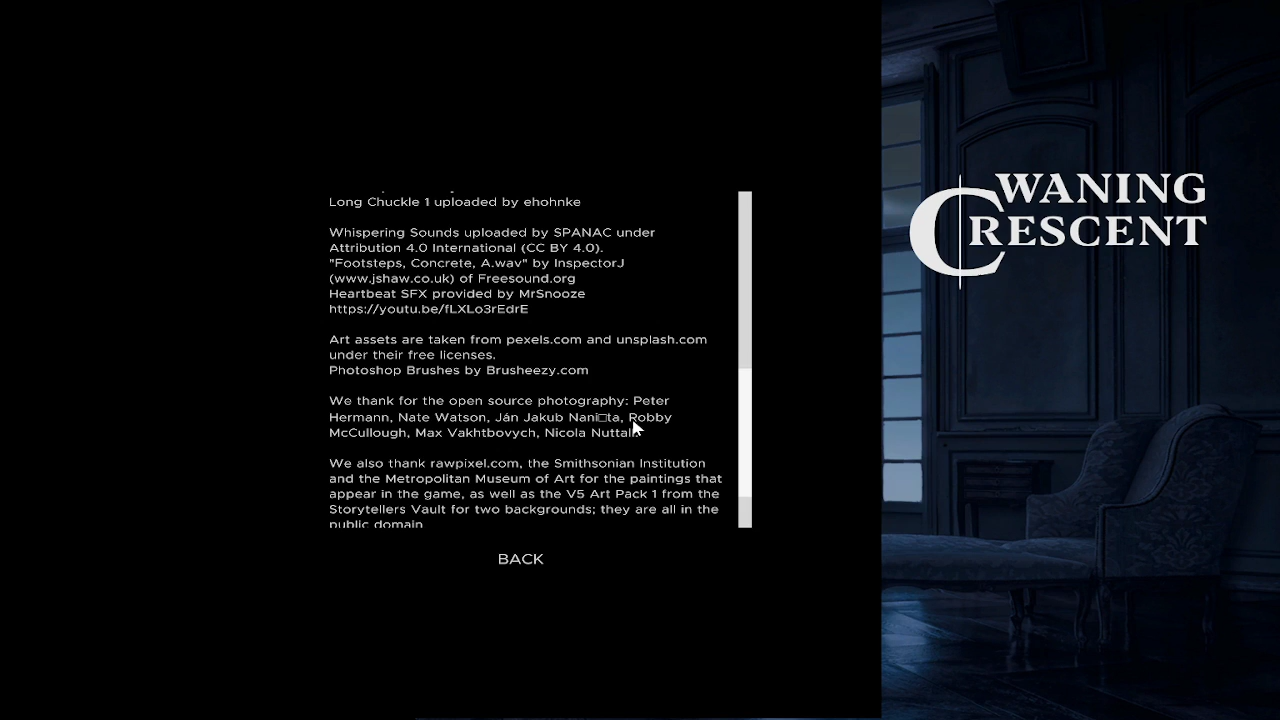 Long Chuckle 1 uploaded by ehohnke
Whispering Sounds uploaded by SPANAC under
Attribution 4.0 International (CC BY 4.0).
"Footsteps, Concrete, A.wav" by InspectorJ
(www.jshaw.co.uk) of Freesound.org
Heartbeat SFX provided by MrSnooze
https://youtu.be/fLXLo3rEdrE
Art assets are taken from pexels.com and unsplash.com
under their free licenses.
Photoshop Brushes by Brusheezy.com
We thank for the open source photography: Peter
Hermann, Nate Watson, Ján Jakub Nani□ta, Robby
McCullough, Max Vakhtbovych, Nicola Nuttall.
We also thank rawpixel.com, the Smithsonian Institution
and the Metropolitan Museum of Art for the paintings that
appear in the game, as well as the V5 Art Pack 1 from the
Storytellers Vault for two backgrounds; they are all in the
public domain
BACK
WANING
CRESCENT